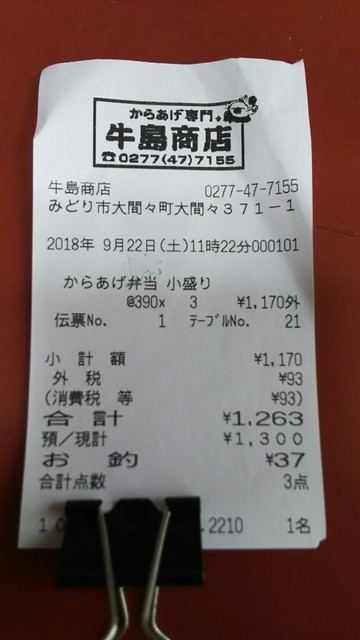 からあげ専門
牛島商店
☎0277(47)7155
牛島商店 0277-47-7155
みどり市大間々町大間々371-1
2018年 9月22日(土)11時22分000101
からあげ弁当 小盛り
@390x 3 ¥1,170外
伝票No. 1 テーブルNo. 21
小計額 ¥1,170
外税 ¥93
(消費税等 ¥93)
合計 ¥1,263
預/現計 ¥1,300
お釣 ¥37
合計点数 3点
2210 1名